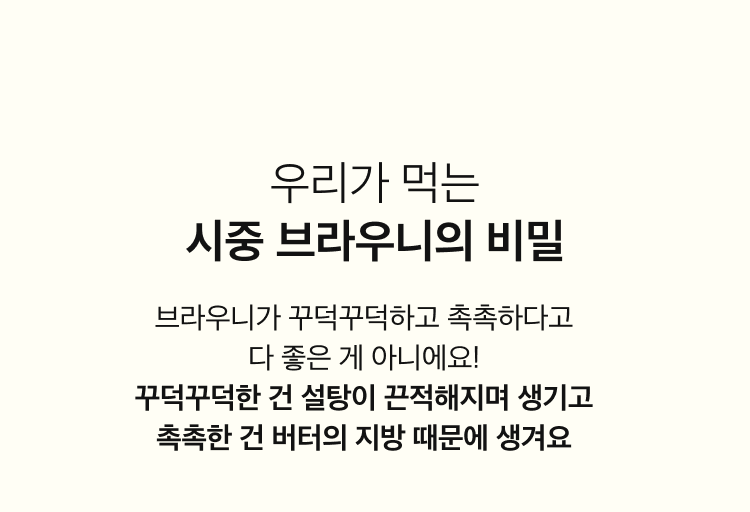 우리가 먹는
시중 브라우니의 비밀
브라우니가 꾸덕꾸덕하고 촉촉하다고
다 좋은 게 아니에요!
꾸덕꾸덕한 건 설탕이 끈적해지며 생기고
촉촉한 건 버터의 지방 때문에 생겨요